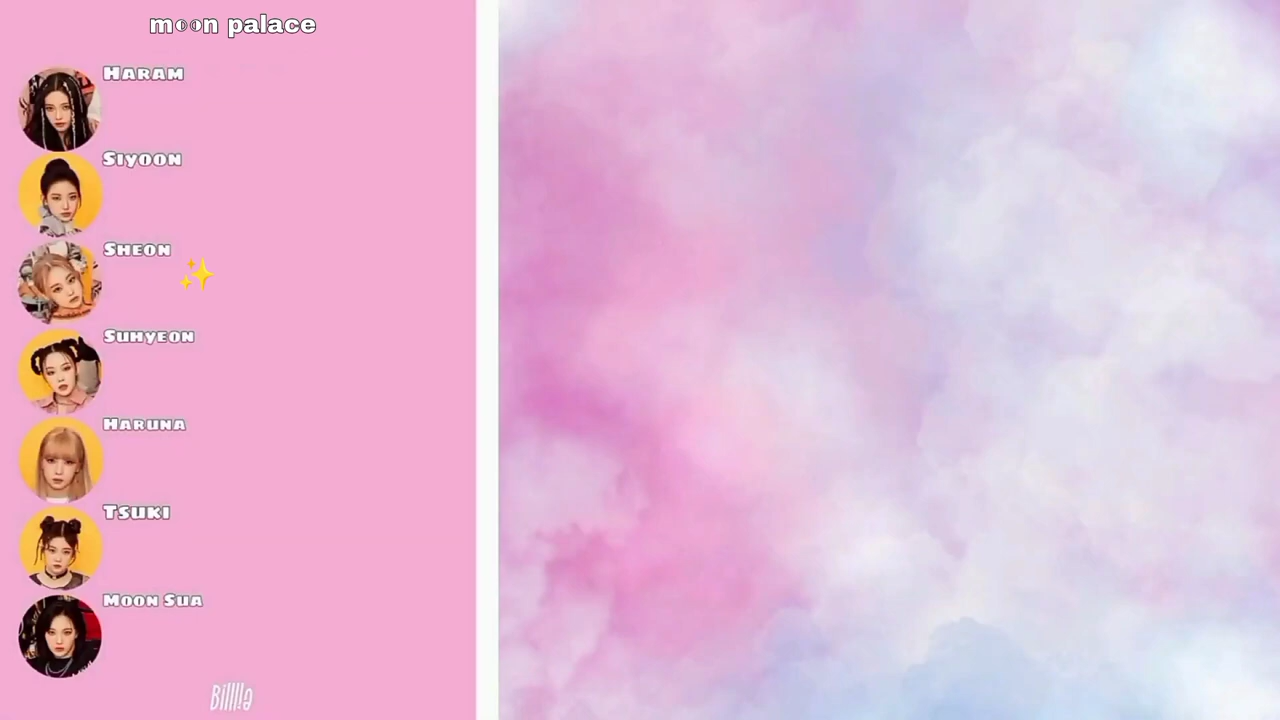 moon palace
Haram
Siyoon
Sheon
Suhyeon
Haruna
Tsuki
Moon Sua
Billlie